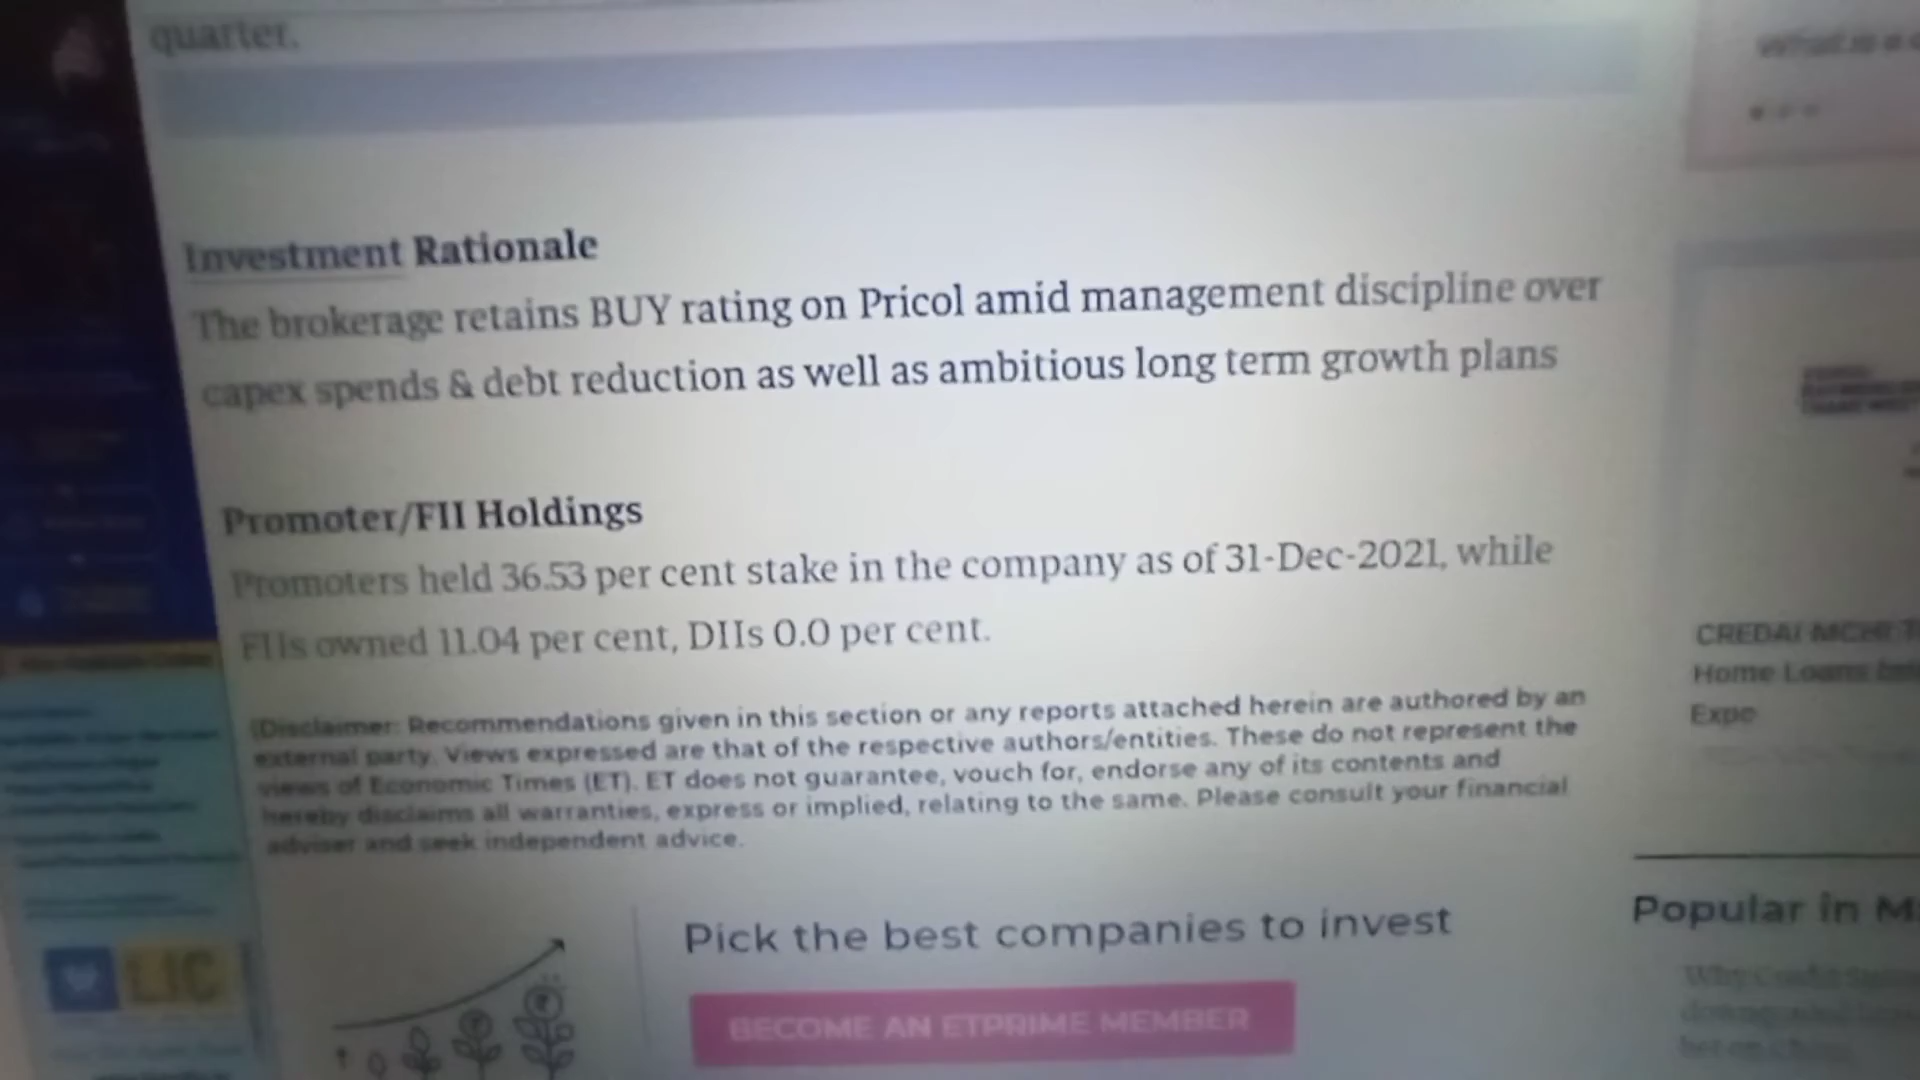 quarter.
Investment Rationale
The brokerage retains BUY rating on Pricol amid management discipline over
capex spends & debt reduction as well as ambitious long term growth plans
Promoter/FII Holdings
Promoters held 36.53 per cent stake in the company as of 31-Dec-2021, while
FIIs owned 11.04 per cent, DIIs 0.0 per cent.
(Disclaimer: Recommendations given in this section or any reports attached herein are authored by an
external party. Views expressed are that of the respective authors/entities. These do not represent the
views of Economic Times (ET). ET does not guarantee, vouch for, endorse any of its contents and
hereby disclaims all warranties, express or implied, relating to the same. Please consult your financial
adviser and seek independent advice.
Pick the best companies to invest
BECOME AN ETPRIME MEMBER
LIC
CREDAI MCHI
Home Loans
Expo
Popular in